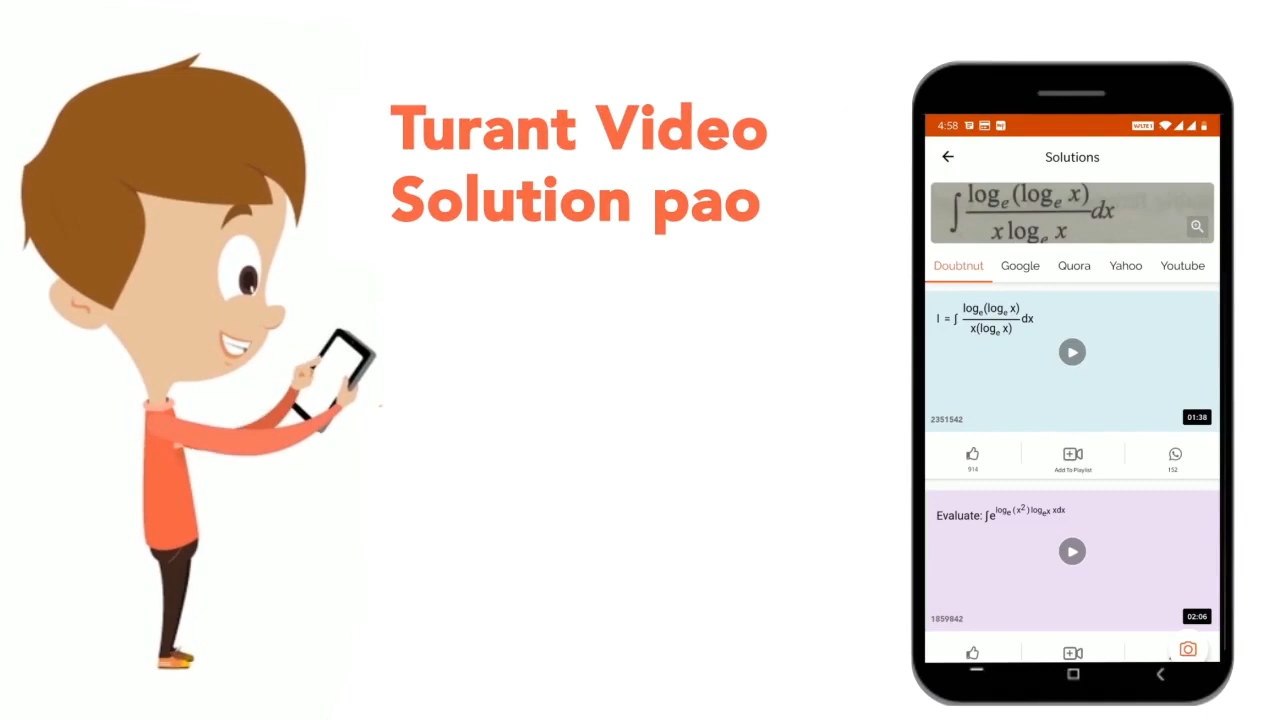 Turant Video
Solution pao
4:58
VoLTE1
Solutions
∫ logₑ(logₑ x) / x logₑ x dx
Doubtnut Google Quora Yahoo Youtube
I = ∫ logₑ(logₑ x) / x(logₑ x) dx
2351542 01:38
914 Add To Playlist 152
Evaluate: ∫e^logₑ(x²)logₑx xdx
1859842 02:06